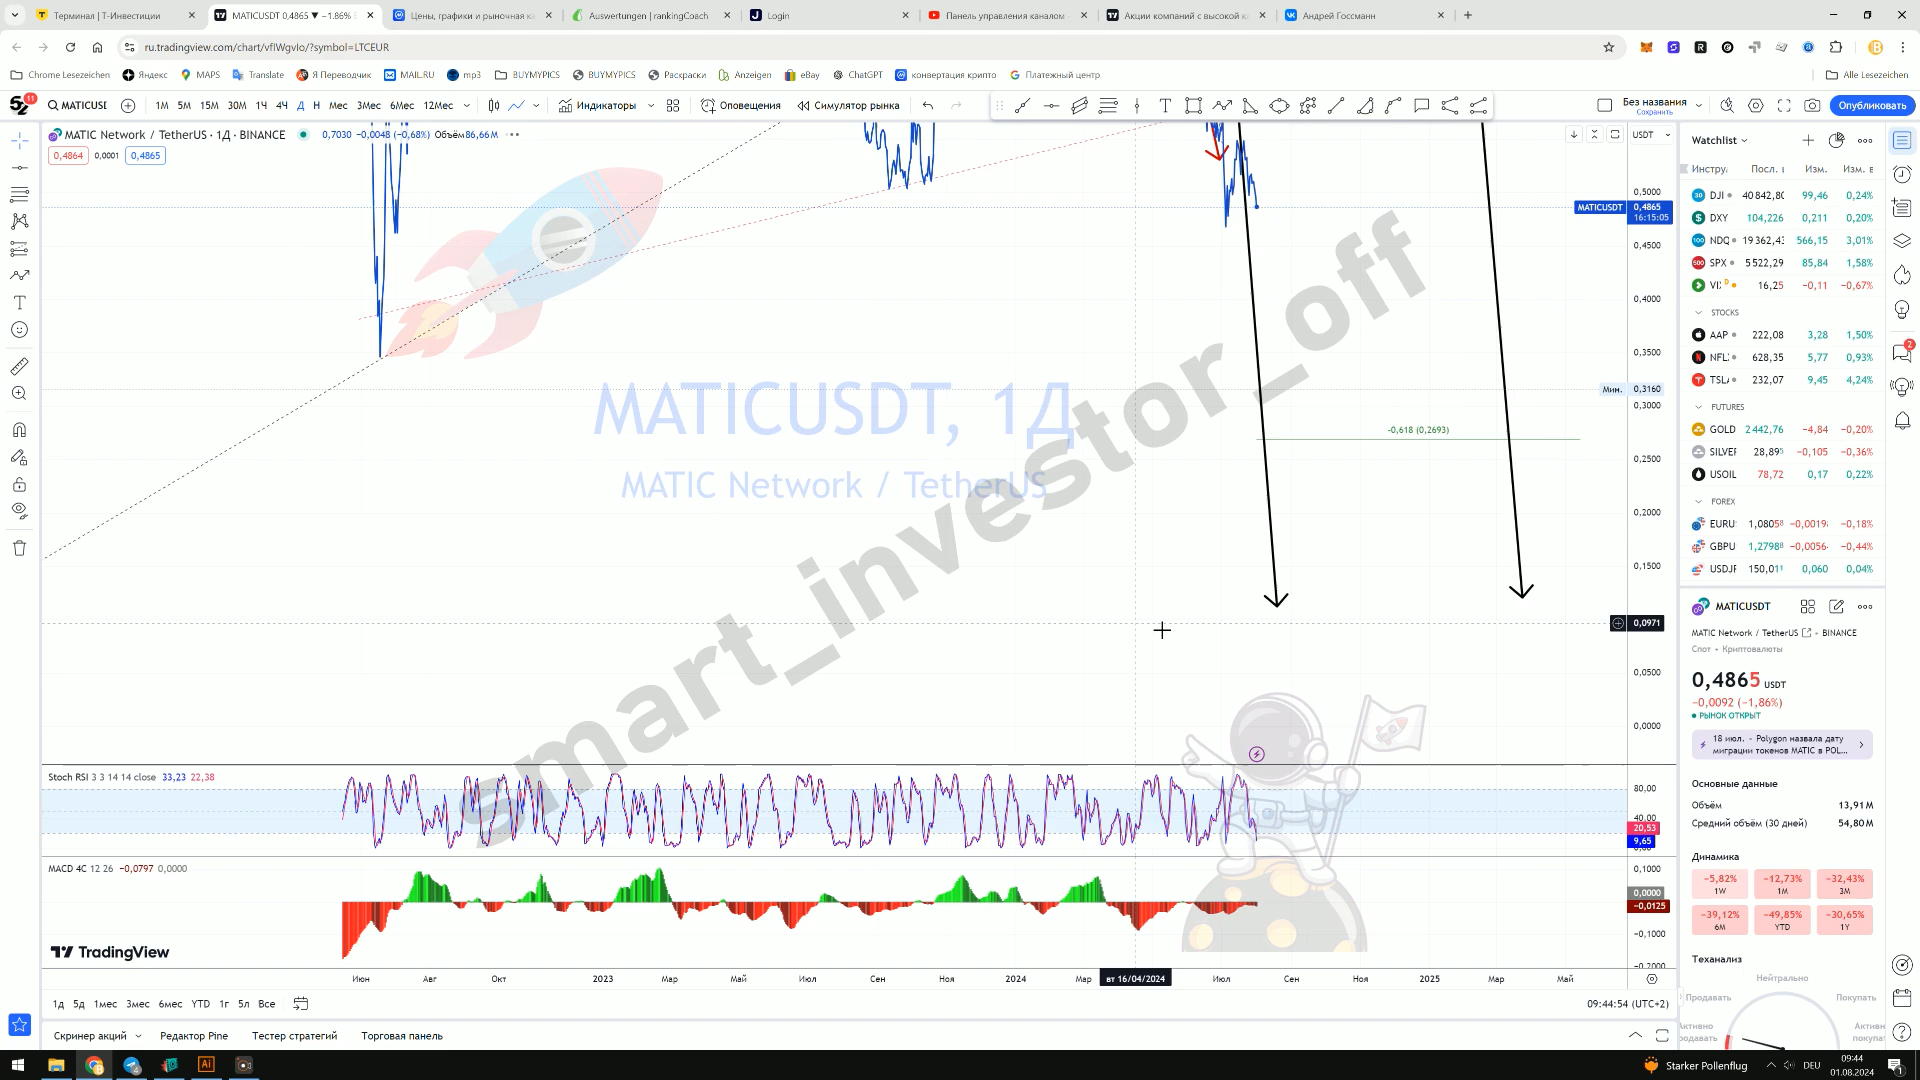 Терминал | Т-Инвестиции
MATICUSDT 0,4865 ▼ −1.86%
Цены, графики и рыночная ка
Auswertungen | rankingCoach
Login
Панель управления каналом
Акции компаний с высокой к
Андрей Госсманн
ru.tradingview.com/chart/vfIWgvIo/?symbol=LTCEUR
Chrome Lesezeichen
Яндекс
MAPS
Translate
Я Переводчик
MAIL.RU
mp3
BUYMYPICS
BUYMYPICS
Раскраски
Anzeigen
eBay
ChatGPT
конвертация крипто
Платежный центр
Alle Lesezeichen
11
MATICUSI
1М 5М 15М 30М 1Ч 4Ч Д Н Мес 3Мес 6Мес 12Мес
Индикаторы
Оповещения
Симулятор рынка
Без названия
Сохранить
Опубликовать
MATIC Network / TetherUS · 1Д · BINANCE
0,7030 −0,0048 (−0,68%) Объём86,66M
0,4864 0,0001 0,4865
USDT
0,5000
MATICUSDT 0,4865
16:15:05
0,4500
0,4000
0,3500
Мин. 0,3160
0,3000
-0,618 (0,2693)
0,2500
0,2000
0,1500
0,0971
0,0500
0,0000
MATICUSDT, 1Д
MATIC Network / TetherUS
smart_investor_off
Stoch RSI 3 3 14 14 close 33,23 22,38
80,00
40,00
20,53
9,65
MACD 4C 12 26 −0,0797 0,0000
0,1000
0,0000
−0,0125
−0,1000
−0,2000
TradingView
Июн Авг Окт 2023 Мар Май Июл Сен Ноя 2024 Мар вт 16/04/2024 Июл Сен Ноя 2025 Мар Май
1д 5д 1мес 3мес 6мес YTD 1г 5л Все
09:44:54 (UTC+2)
Скринер акций
Редактор Pine
Тестер стратегий
Торговая панель
Watchlist
Инстру. Посл. Изм. Изм. в
DJI 40 842,80 99,46 0,24%
DXY 104,226 0,211 0,20%
NDQ 19 362,43 566,15 3,01%
SPX 5 522,29 85,84 1,58%
VIX 16,25 −0,11 −0,67%
STOCKS
AAP 222,08 3,28 1,50%
NFL 628,35 5,77 0,93%
TSLA 232,07 9,45 4,24%
FUTURES
GOLD 2 442,76 −4,84 −0,20%
SILVER 28,895 −0,105 −0,36%
USOIL 78,72 0,17 0,22%
FOREX
EURU 1,08058 −0,0019 −0,18%
GBPU 1,27988 −0,0056 −0,44%
USDJF 150,011 0,060 0,04%
MATICUSDT
MATIC Network / TetherUS · BINANCE
Спот · Криптовалюты
0,4865 USDT
−0,0092 (−1,86%)
РЫНОК ОТКРЫТ
18 июл. · Polygon назвала дату
миграции токенов MATIC в POL...
Основные данные
Объём 13,91M
Средний объём (30 дней) 54,80M
Динамика
−5,82% −12,73% −32,43%
1W 1M 3M
−39,12% −49,85% −30,65%
6M YTD 1Y
Теханализ
Нейтрально
Продавать Покупать
2
Starker Pollenflug
DEU
09:44
01.08.2024